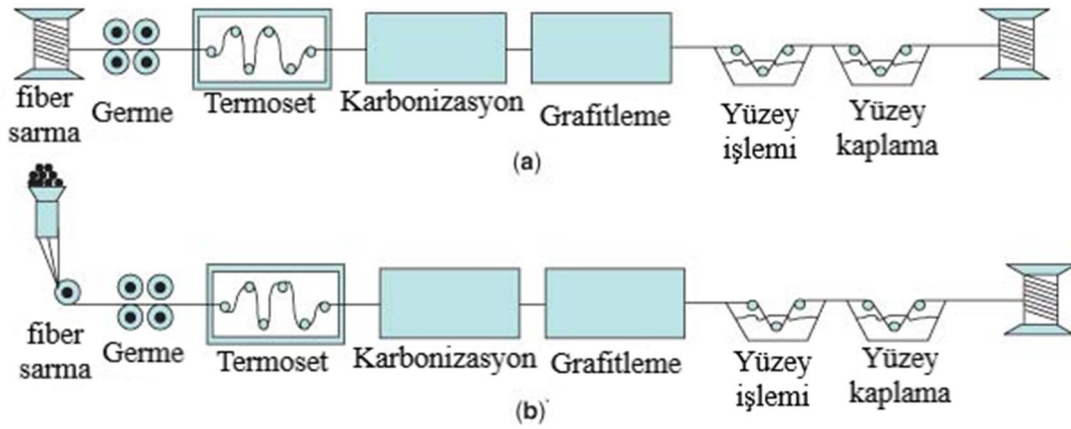 fiber
sarma
Germe
Termoset
Karbonizasyon
Grafitleme
Yüzey
işlemi
Yüzey
kaplama
(a)
fiber
sarma
Germe
Termoset
Karbonizasyon
Grafitleme
Yüzey
işlemi
Yüzey
kaplama
(b)